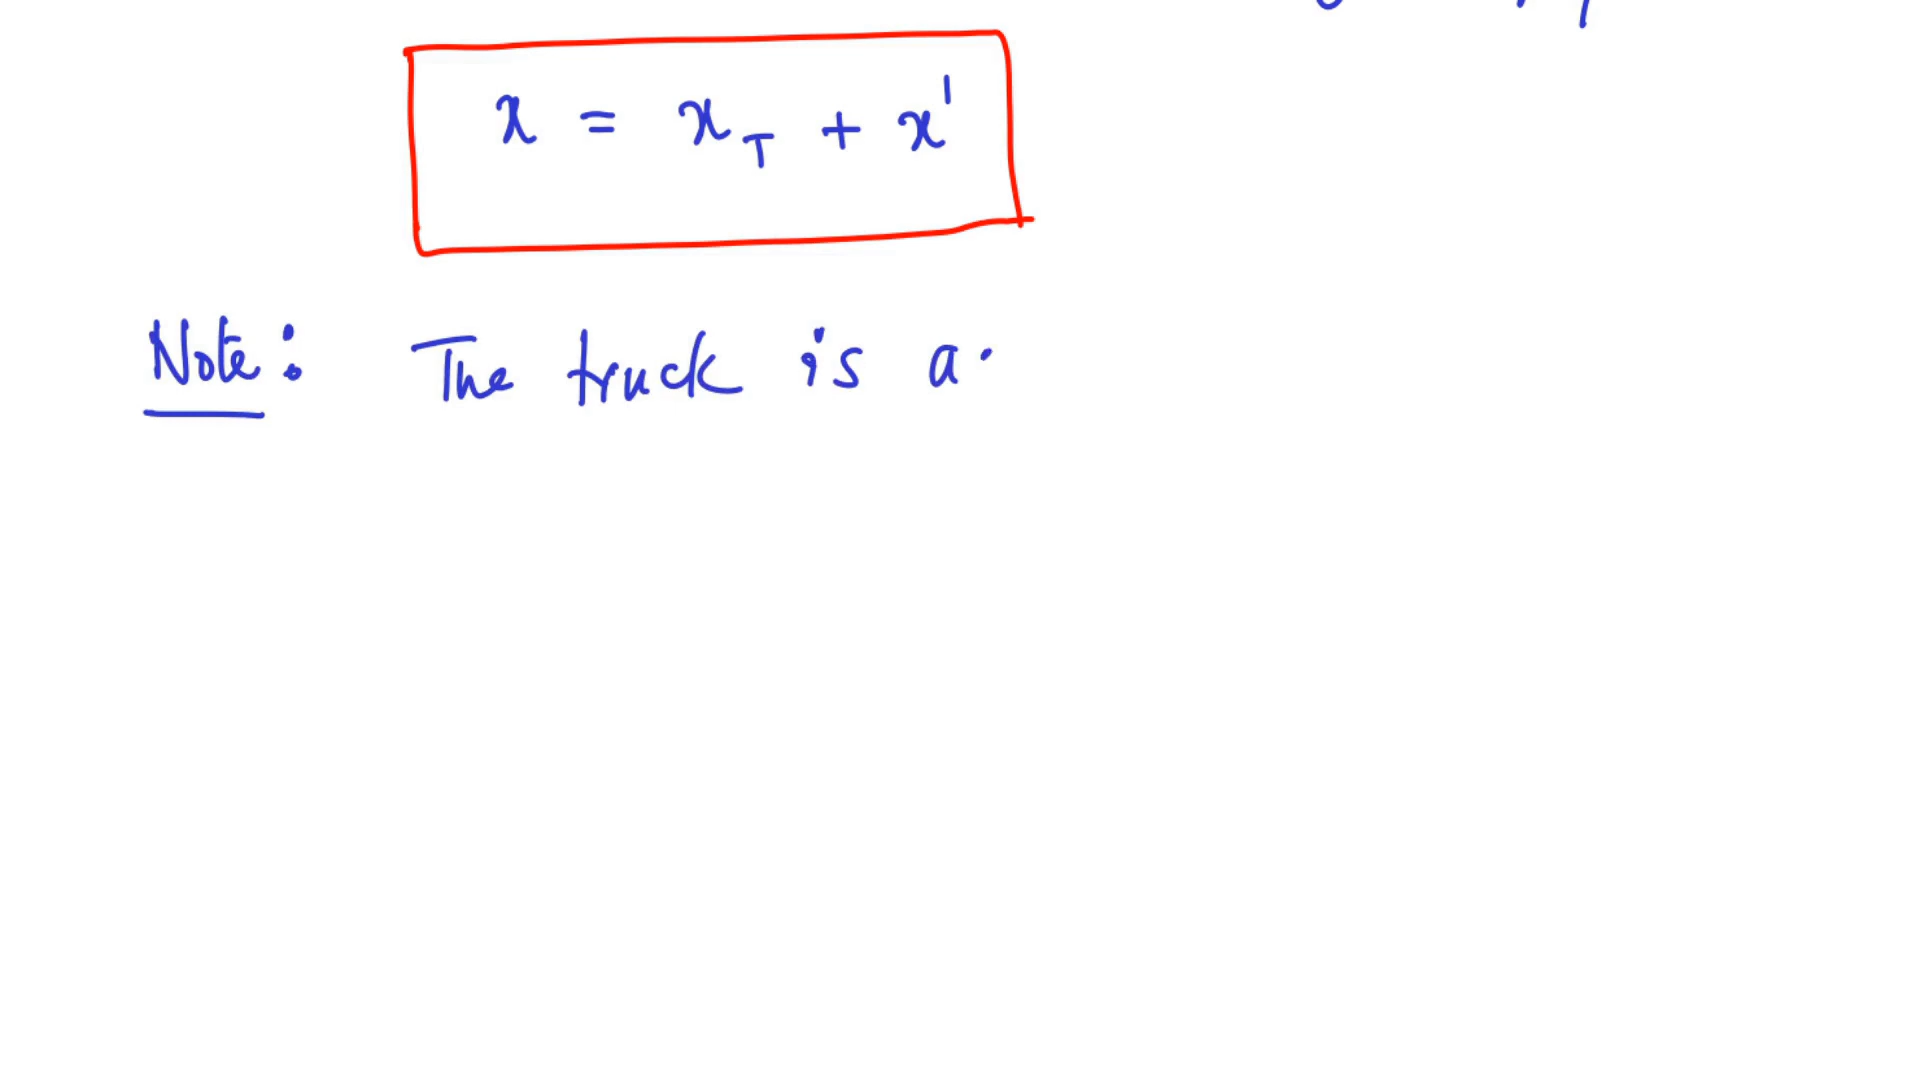 x = x_T + x'
Note: The truck is a